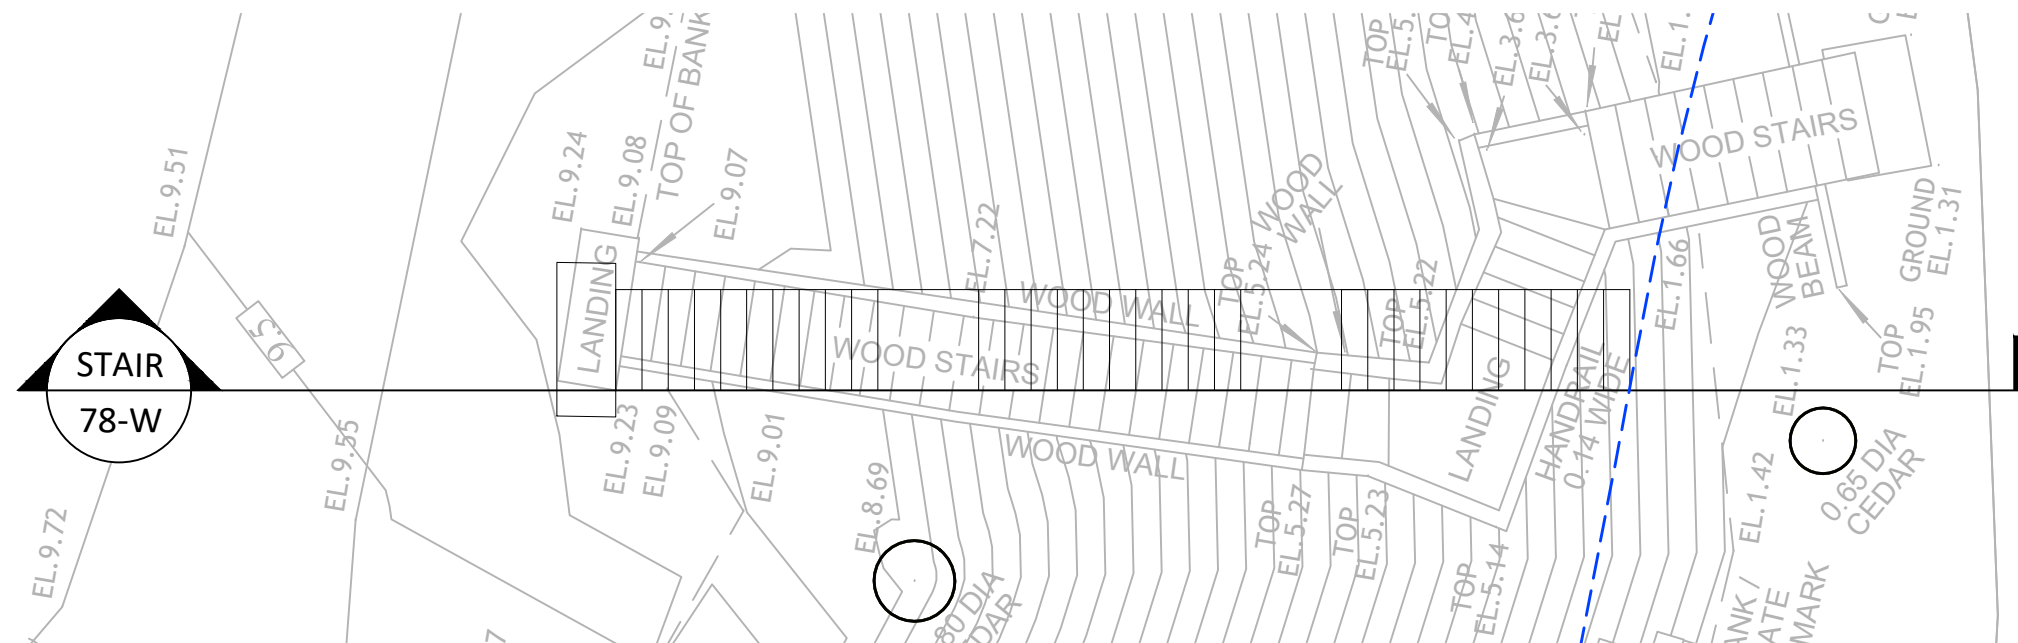 STAIR
78-W
EL.9.51
9.5
EL.9.55
EL.9.72
EL.9.24
EL.9.08
TOP OF BANK
EL.9.07
LANDING
EL.9.23
EL.9.09
EL.9.01
EL.8.69
EL.7.22
WOOD WALL
WOOD STAIRS
WOOD WALL
TOP
EL.5.24
WOOD
WALL
TOP
EL.5.22
TOP
EL.5.27
TOP
EL.5.23
TOP
EL.5.14
LANDING
HANDRAIL
0.14 WIDE
TOP
WOOD STAIRS
EL.1.66
WOOD
BEAM
GROUND
EL.1.31
TOP
EL.1.95
EL.1.33
EL.1.42
0.65 DIA
CEDAR
80 DIA
MARK